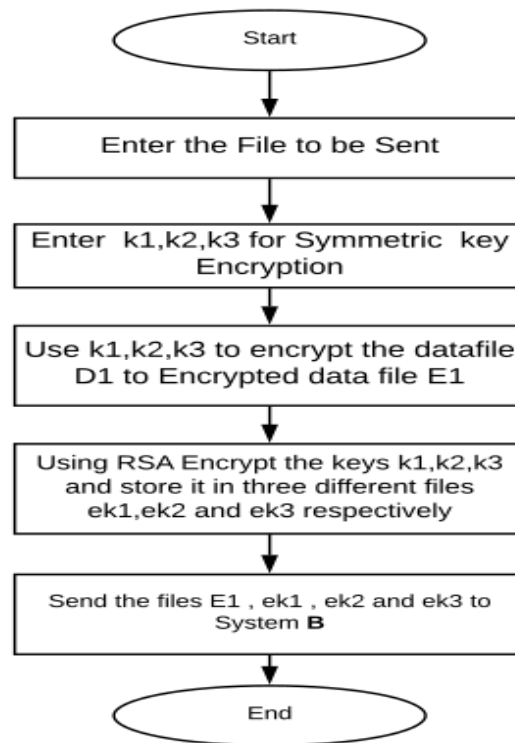 Start
Enter the File to be Sent
Enter k1,k2,k3 for Symmetric key
Encryption
Use k1,k2,k3 to encrypt the datafile
D1 to Encrypted data file E1
Using RSA Encrypt the keys k1,k2,k3
and store it in three different files
ek1,ek2 and ek3 respectively
Send the files E1 , ek1 , ek2 and ek3 to
System B
End